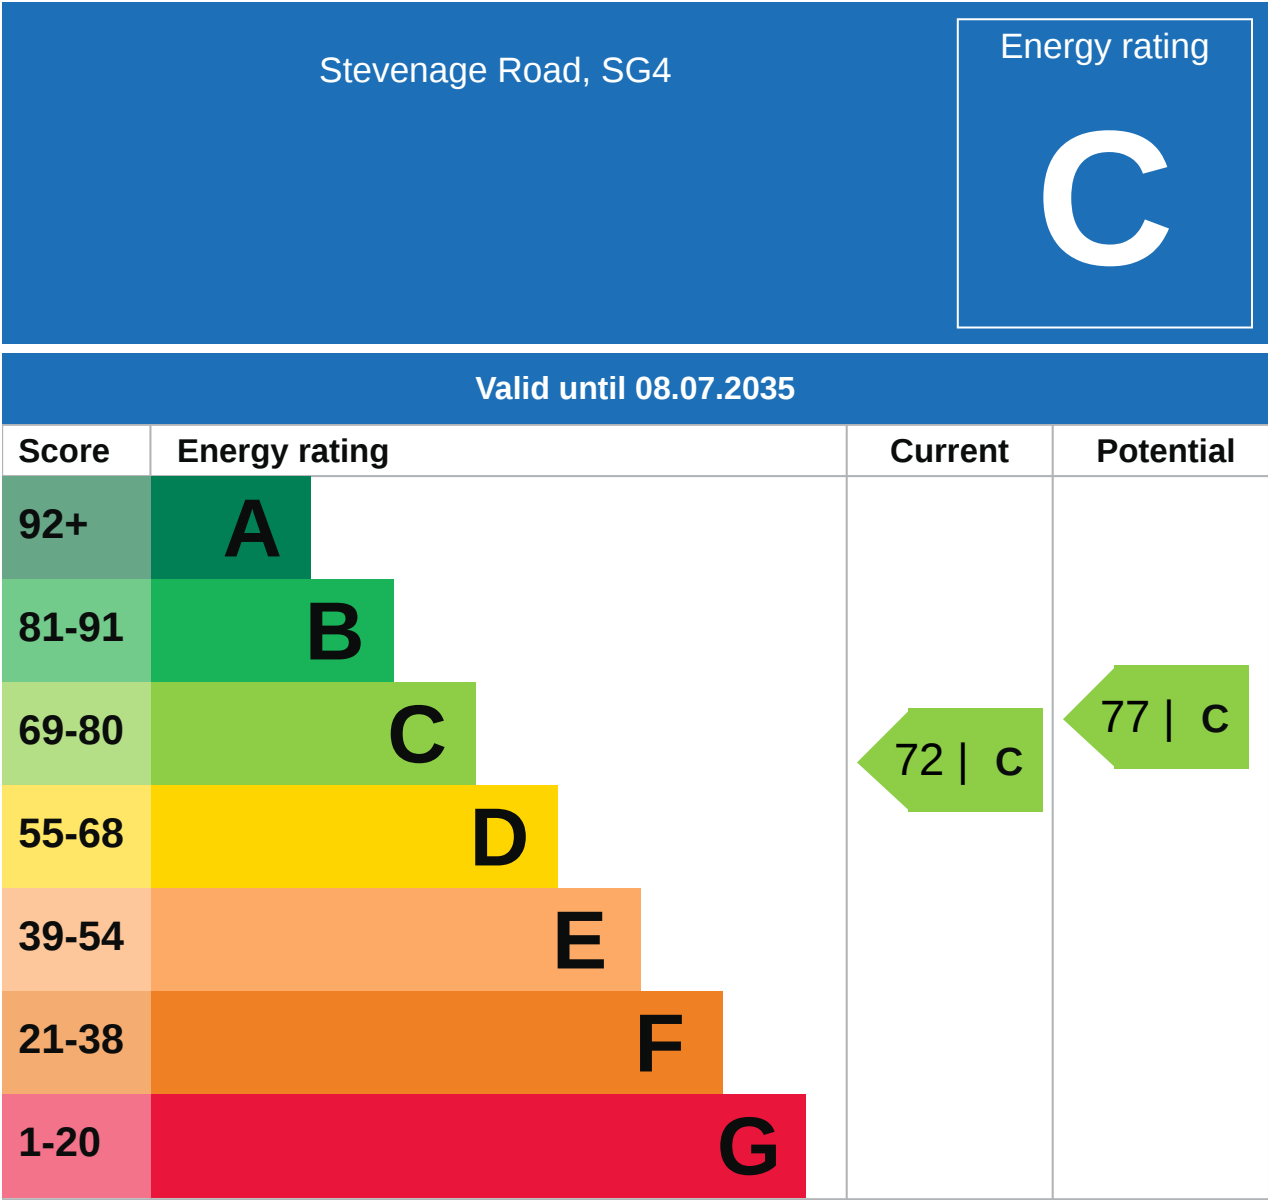 Stevenage Road, SG4
Energy rating
C
Valid until 08.07.2035
Score Energy rating Current Potential
92+ A
81-91 B
69-80 C
72 | C
77 | C
55-68 D
39-54 E
21-38 F
1-20 G